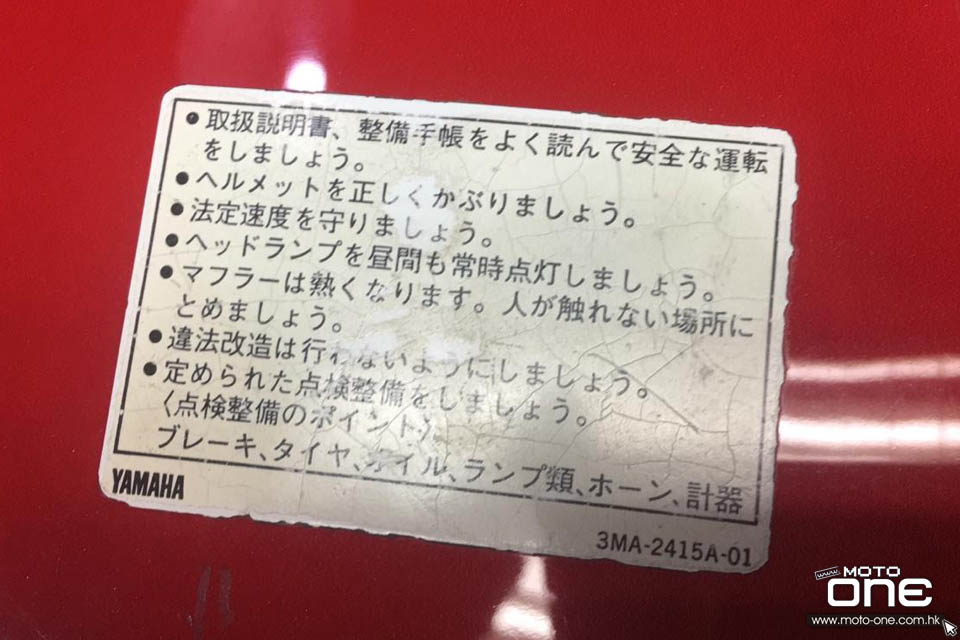 ●取扱説明書、整備手帳をよく読んで安全な運転
をしましょう。
●ヘルメットを正しくかぶりましょう。
●法定速度を守りましょう。
●ヘッドランプを昼間も常時点灯しましょう。
●マフラーは熱くなります。人が触れない場所に
とめましょう。
●違法改造は行わないようにしましょう。
●定められた点検整備をしましょう。
〈点検整備のポイント〉
ブレーキ、タイヤ、オイル、ランプ類、ホーン、計器
YAMAHA
3MA-2415A-01
MOTO
ONE
www.moto-one.com.hk